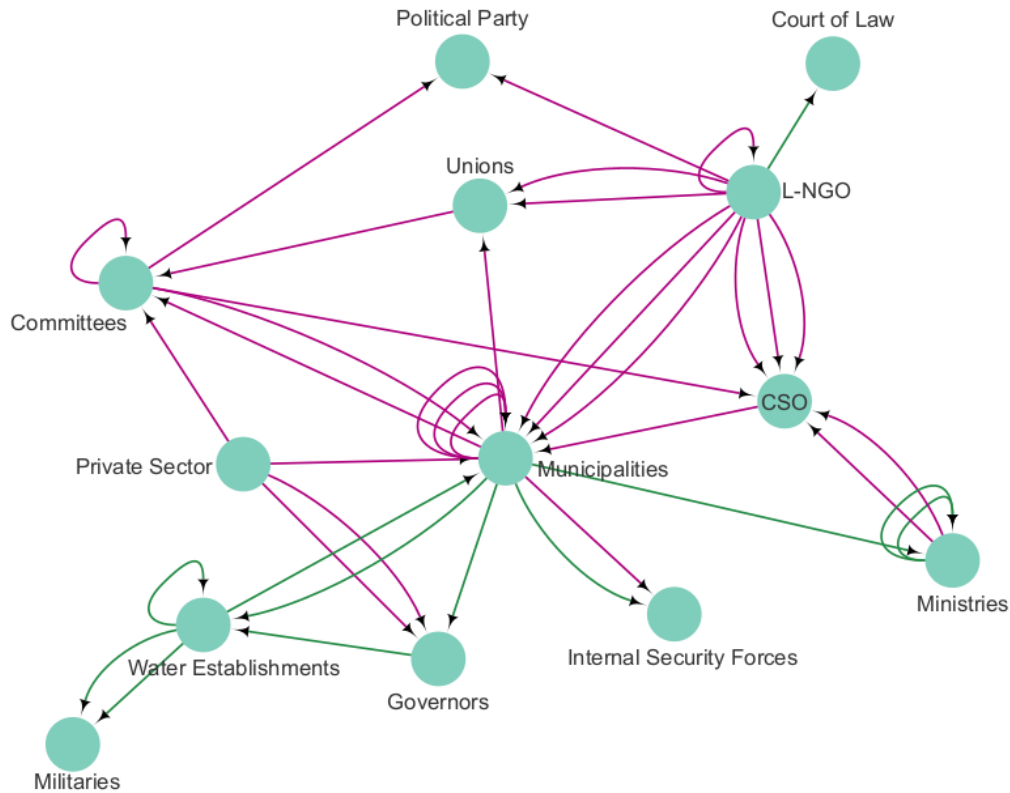 Political Party
Court of Law
Unions
L-NGO
Committees
CSO
Private Sector
Municipalities
Ministries
Water Establishments
Internal Security Forces
Governors
Militaries